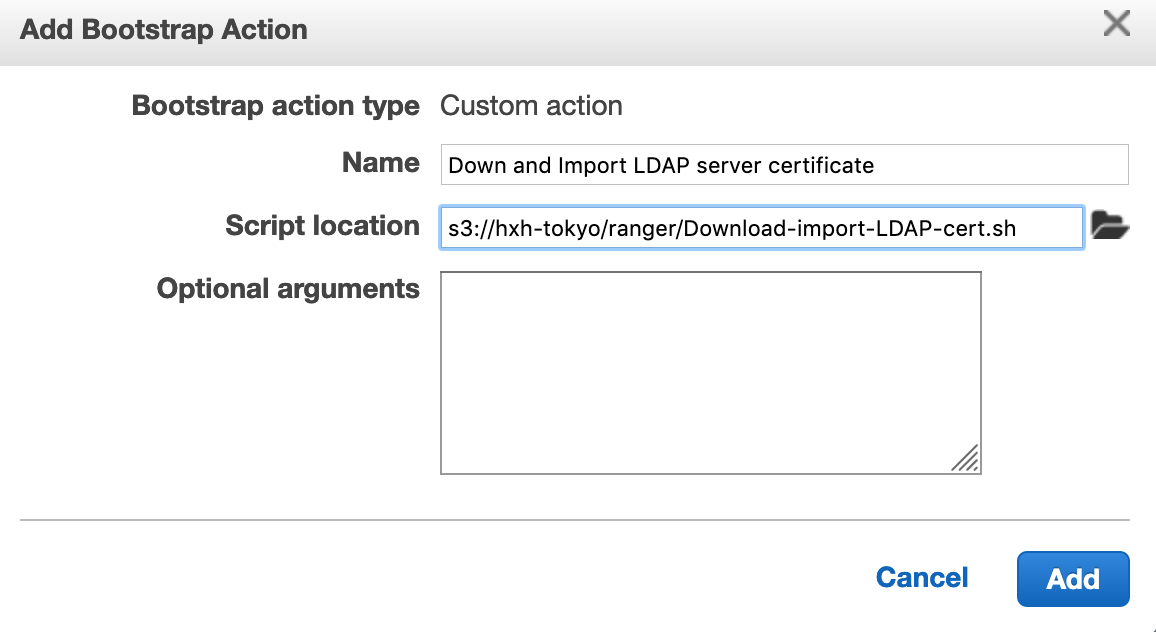 Add Bootstrap Action
Bootstrap action type Custom action
Name Down and Import LDAP server certificate
Script location s3://hxh-tokyo/ranger/Download-import-LDAP-cert.sh
Optional arguments
Cancel Add